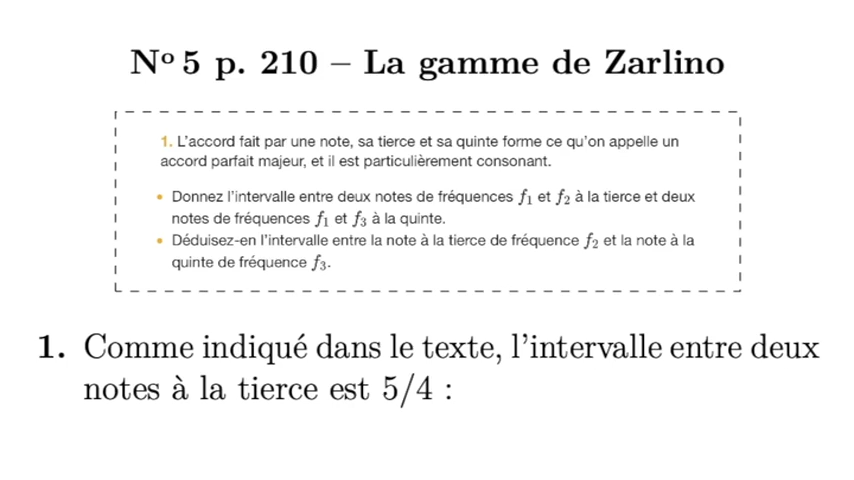 Nº 5 p. 210 – La gamme de Zarlino
1. L'accord fait par une note, sa tierce et sa quinte forme ce qu'on appelle un
accord parfait majeur, et il est particulièrement consonant.
• Donnez l'intervalle entre deux notes de fréquences f₁ et f₂ à la tierce et deux
notes de fréquences f₁ et f₃ à la quinte.
• Déduisez-en l'intervalle entre la note à la tierce de fréquence f₂ et la note à la
quinte de fréquence f₃.
1. Comme indiqué dans le texte, l'intervalle entre deux
notes à la tierce est 5/4 :